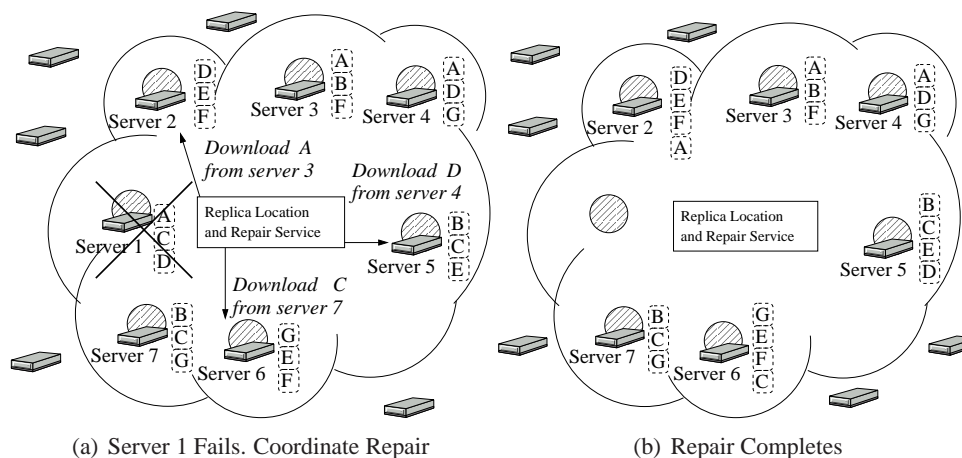 D
E
F
Server 2
A
B
F
Server 3
A
D
G
Server 4
Download A
from server 3
Download D
from server 4
A
C
D
Server 1
Replica Location
and Repair Service
B
C
E
Server 5
Download C
from server 7
B
C
G
Server 7
G
E
F
Server 6
(a) Server 1 Fails. Coordinate Repair
D
E
F
A
Server 2
A
B
F
Server 3
A
D
G
Server 4
Replica Location
and Repair Service
B
C
E
D
Server 5
B
C
G
Server 7
G
E
F
C
Server 6
(b) Repair Completes